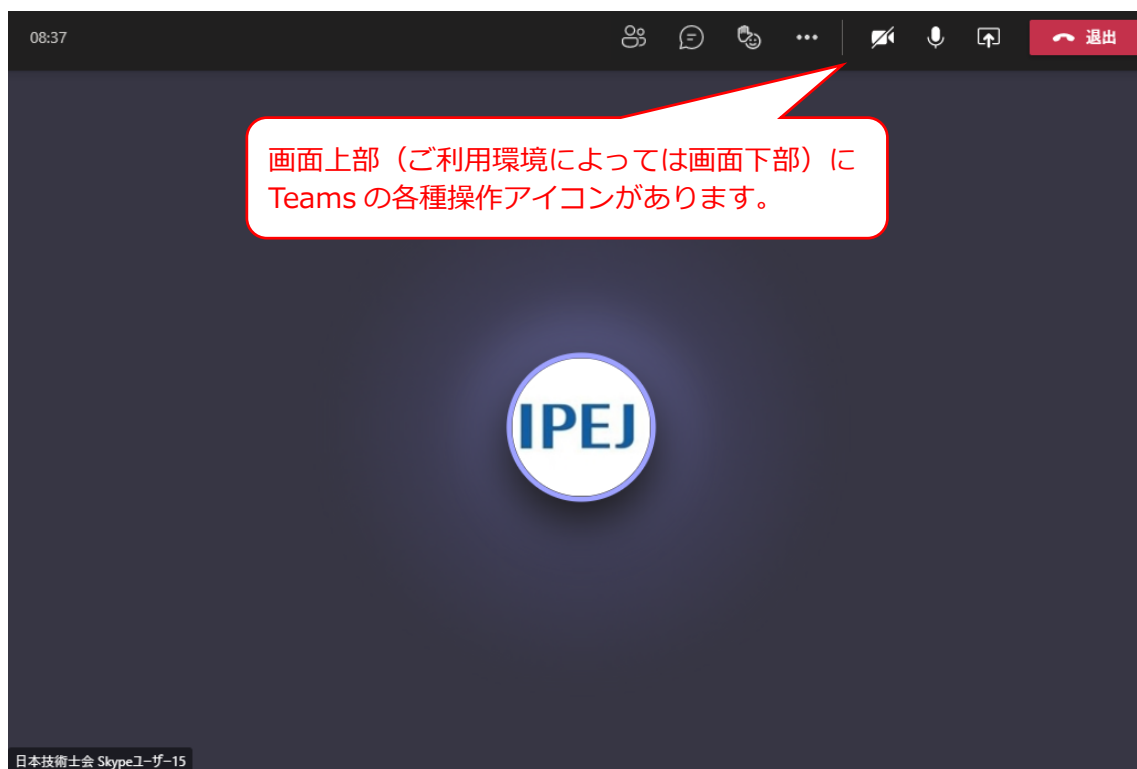 08:37
退出
画面上部（ご利用環境によっては画面下部）に
Teams の各種操作アイコンがあります。
IPEJ
日本技術士会 Skypeユーザー15